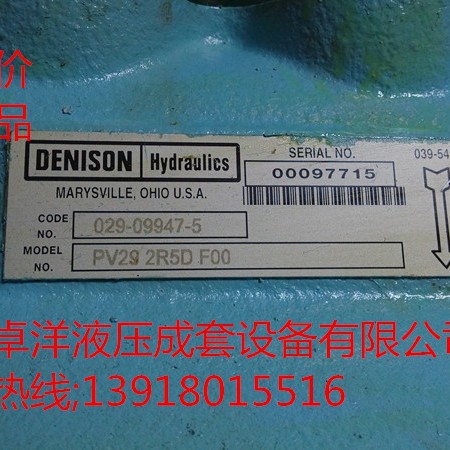 价
品
DENISON Hydraulics
SERIAL NO.
039-54
00097715
MARYSVILLE, OHIO U.S.A.
CODE NO. 029-09947-5
MODEL NO. PV29 2R5D F00
卓洋液压成套设备有限公司
热线;13918015516